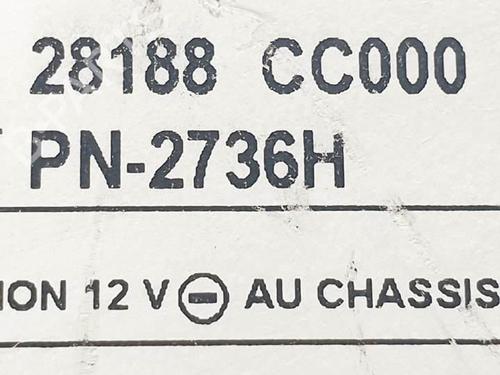 28188 CC000
PN-2736H
ION 12 V ⊖ AU CHASSIS